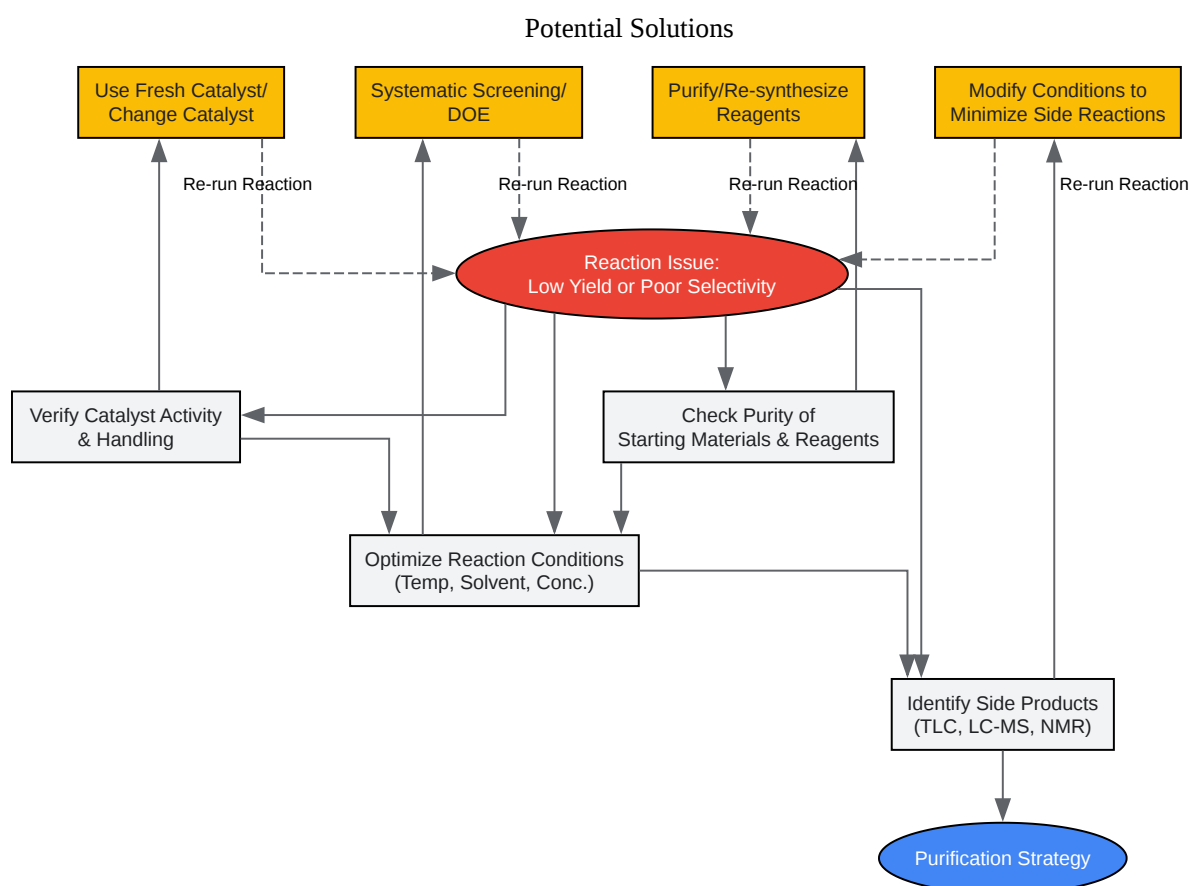 Potential Solutions
Use Fresh Catalyst/
Change Catalyst
Systematic Screening/
DOE
Purify/Re-synthesize
Reagents
Modify Conditions to
Minimize Side Reactions
Re-run Reaction
Re-run Reaction
Re-run Reaction
Re-run Reaction
Reaction Issue:
Low Yield or Poor Selectivity
Verify Catalyst Activity
& Handling
Check Purity of
Starting Materials & Reagents
Optimize Reaction Conditions
(Temp, Solvent, Conc.)
Identify Side Products
(TLC, LC-MS, NMR)
Purification Strategy